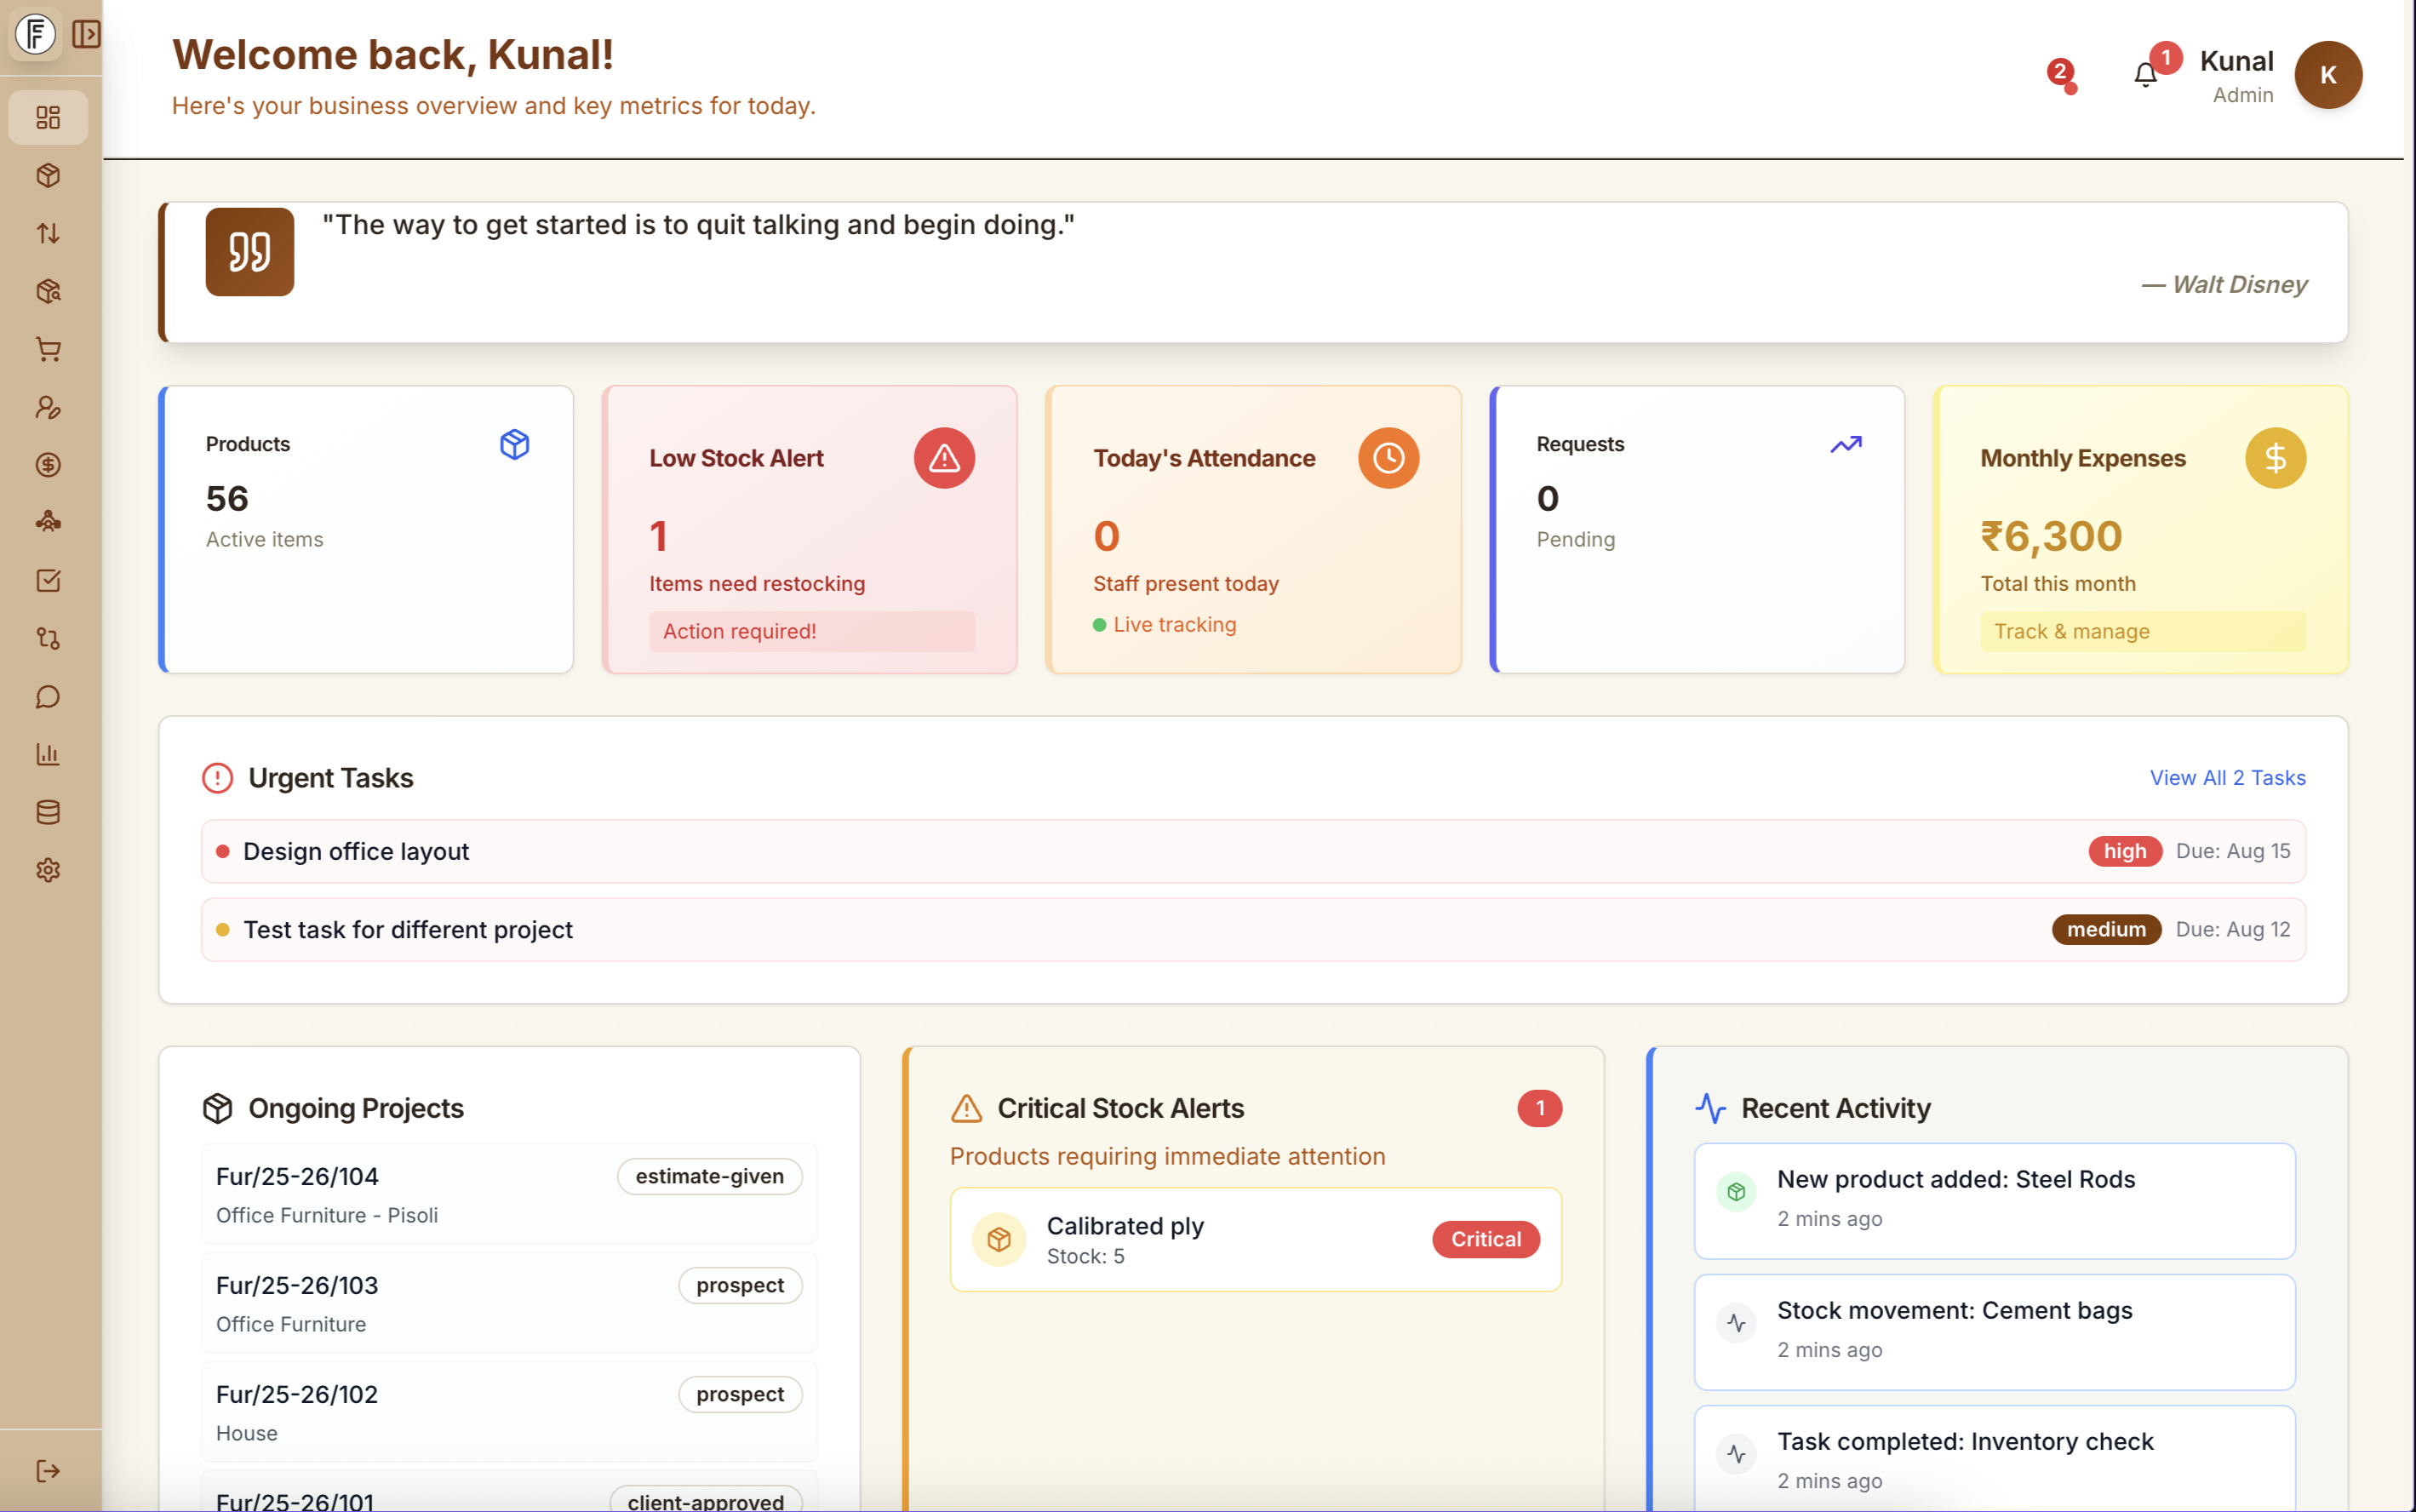 Welcome back, Kunal!
Here's your business overview and key metrics for today.
2
1
Kunal
Admin
K
"The way to get started is to quit talking and begin doing."
— Walt Disney
Products
56
Active items
Low Stock Alert
1
Items need restocking
Action required!
Today's Attendance
0
Staff present today
Live tracking
Requests
0
Pending
Monthly Expenses
₹6,300
Total this month
Track & manage
Urgent Tasks
View All 2 Tasks
Design office layout
high
Due: Aug 15
Test task for different project
medium
Due: Aug 12
Ongoing Projects
Fur/25-26/104
estimate-given
Office Furniture - Pisoli
Fur/25-26/103
prospect
Office Furniture
Fur/25-26/102
prospect
House
Fur/25-26/101
client-approved
Critical Stock Alerts
1
Products requiring immediate attention
Calibrated ply
Stock: 5
Critical
Recent Activity
New product added: Steel Rods
2 mins ago
Stock movement: Cement bags
2 mins ago
Task completed: Inventory check
2 mins ago